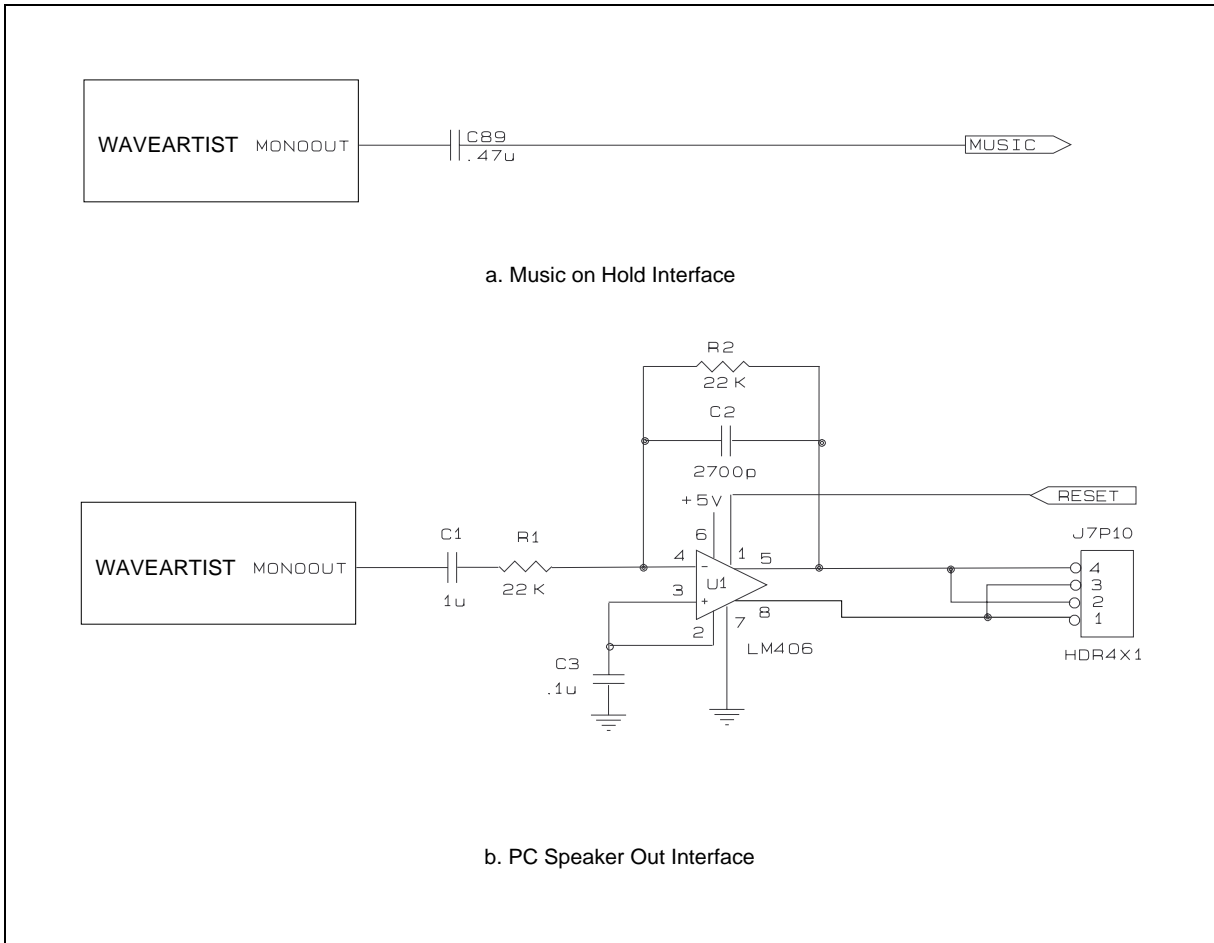 WAVEARTIST MONOOUT
C89
.47u
MUSIC
a. Music on Hold Interface
R2
22 K
C2
2700p
+5V
RESET
6
J7P10
C1
R1
4
-
1
5
4
WAVEARTIST MONOOUT
U1
3
1u
22 K
3
+
8
2
2
7
1
LM406
HDR4X1
C3
.1u
b. PC Speaker Out Interface